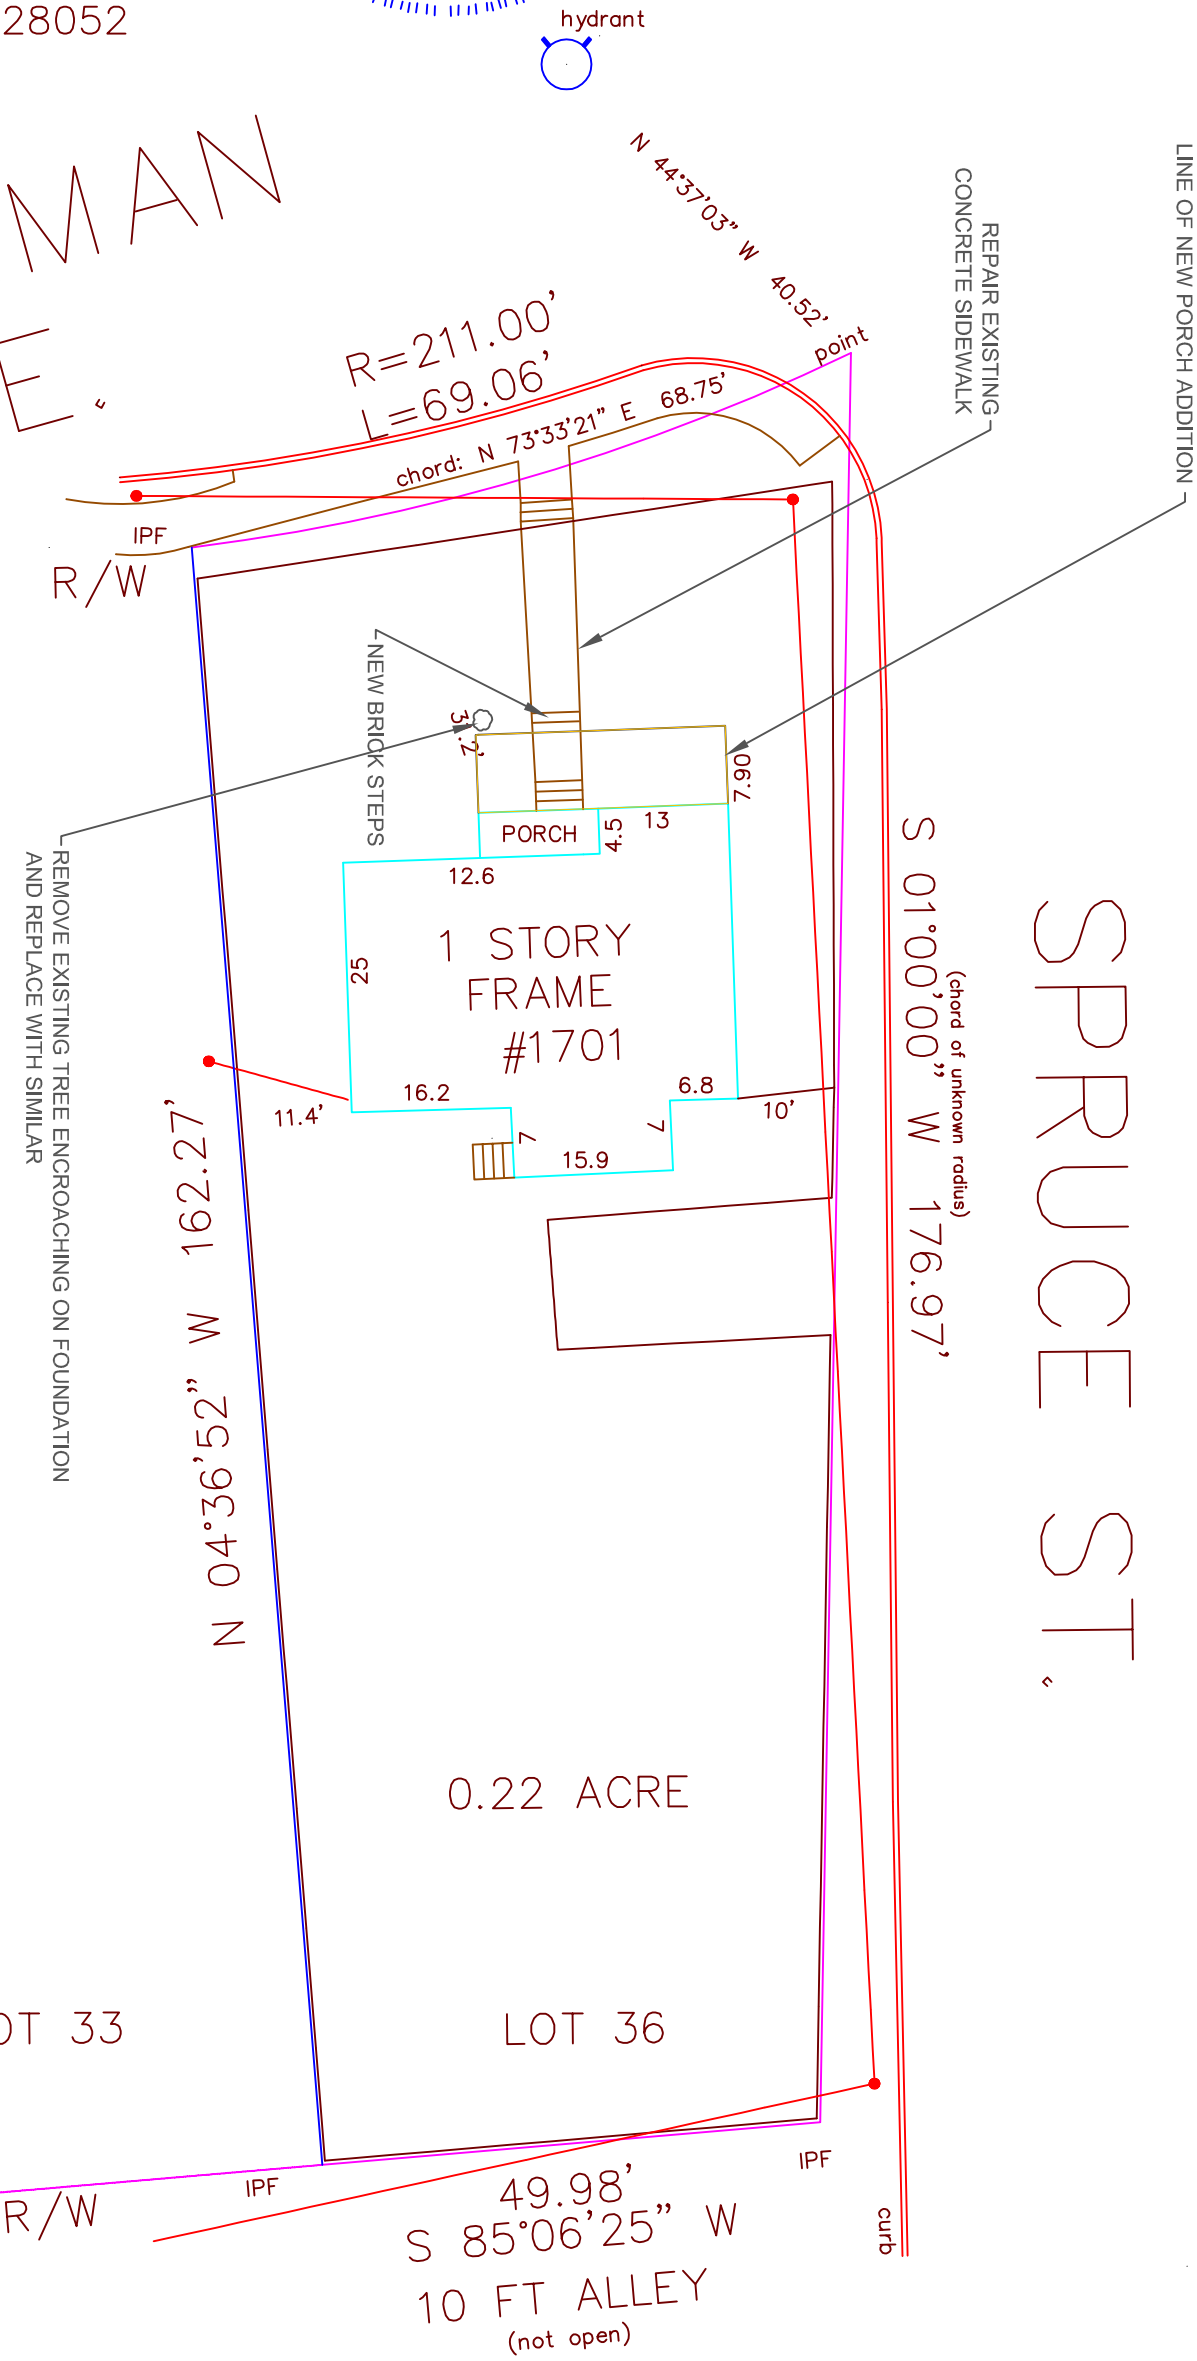 28052
hydrant
MAN
E.
N 44°37'03" W 40.52'
point
LINE OF NEW PORCH ADDITION
REPAIR EXISTING
CONCRETE SIDEWALK
R=211.00'
L=69.06'
chord: N 73°33'21" E 68.75'
IPF
R/W
NEW BRICK STEPS
7.90
PORCH
4.5
13
12.6
1 STORY
FRAME
#1701
25
16.2
11.4'
7
15.9
7
6.8
10'
REMOVE EXISTING TREE ENCROACHING ON FOUNDATION
AND REPLACE WITH SIMILAR
S 01°00'00" W 176.97'
(chord of unknown radius)
SPRUCE ST.
N 04°36'52" W 162.27'
0.22 ACRE
OT 33
LOT 36
IPF
IPF
R/W
49.98'
S 85°06'25" W
10 FT ALLEY
(not open)
curb